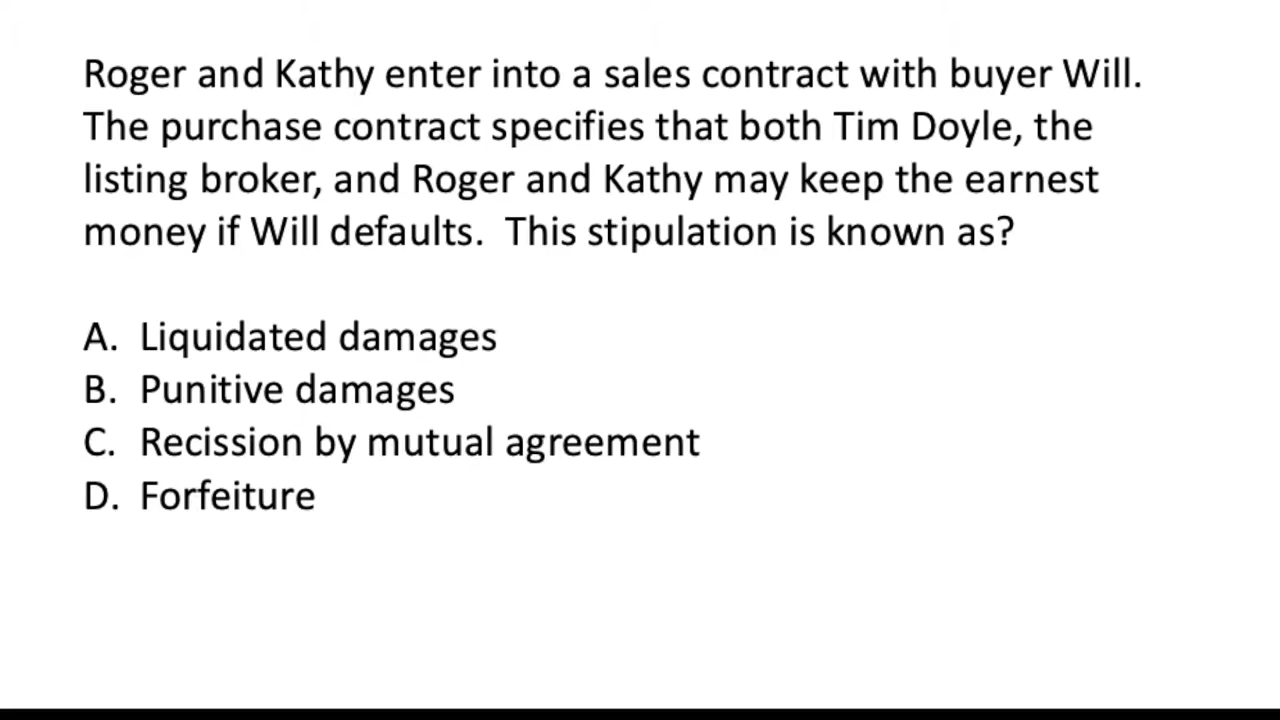 Roger and Kathy enter into a sales contract with buyer Will.
The purchase contract specifies that both Tim Doyle, the
listing broker, and Roger and Kathy may keep the earnest
money if Will defaults.  This stipulation is known as?
A.  Liquidated damages
B.  Punitive damages
C.  Recission by mutual agreement
D.  Forfeiture